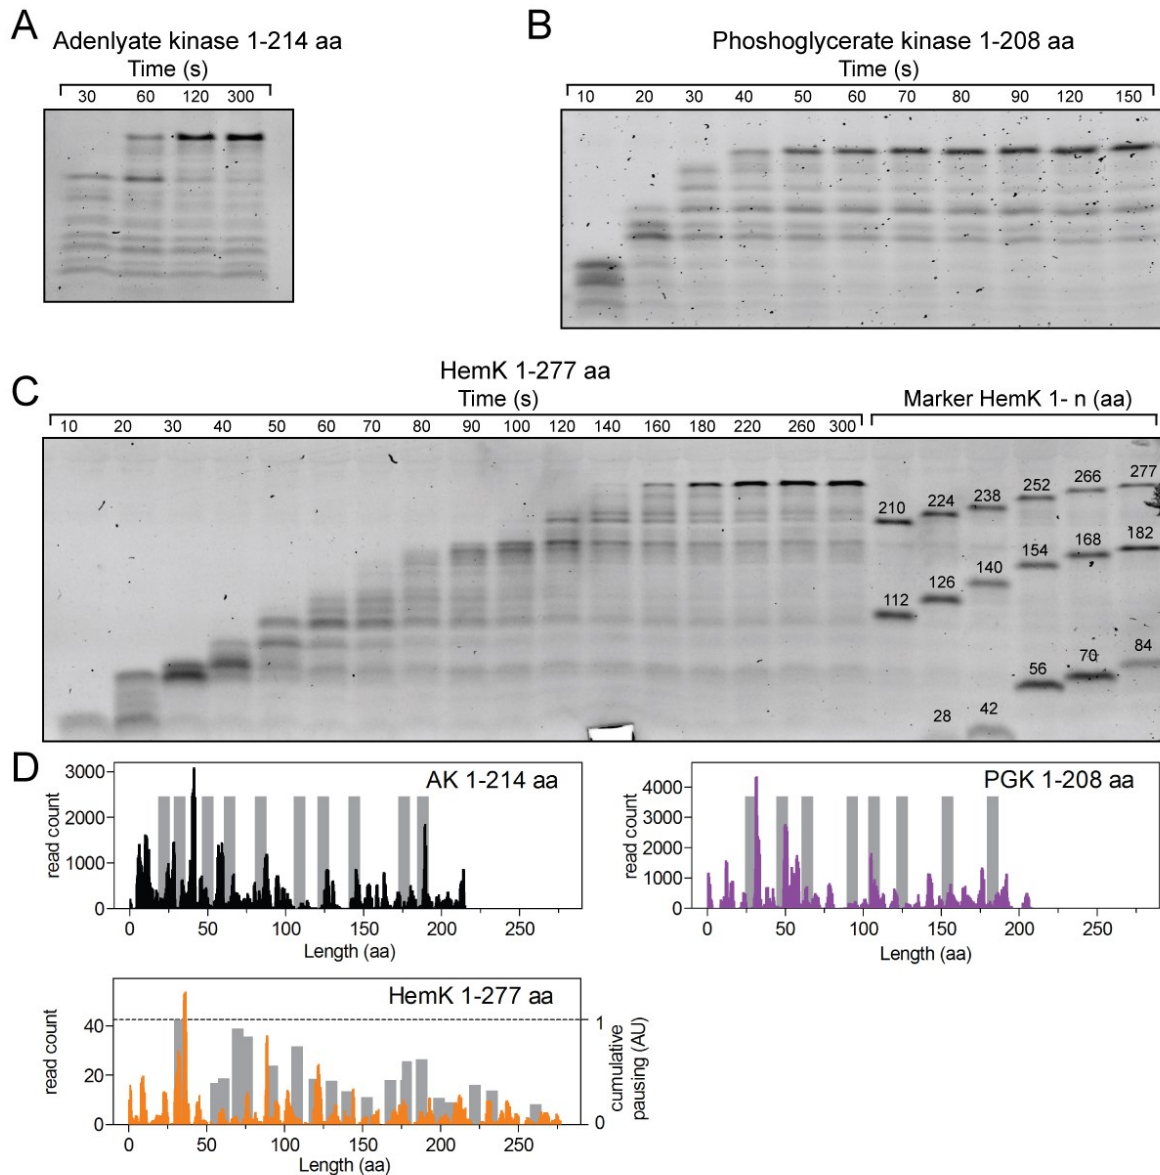 A
Adenlyate kinase 1-214 aa
Time (s)
30 60 120 300
B
Phoshoglycerate kinase 1-208 aa
Time (s)
10 20 30 40 50 60 70 80 90 120 150
C
HemK 1-277 aa
Time (s)
10 20 30 40 50 60 70 80 90 100 120 140 160 180 220 260 300
Marker HemK 1- n (aa)
210 224 238 252 266 277
112 126 140 154 168 182
28 42 56 70 84
D
AK 1-214 aa
read count
3000
2000
1000
0
0 50 100 150 200 250
Length (aa)
PGK 1-208 aa
read count
4000
3000
2000
1000
0
0 50 100 150 200 250
Length (aa)
HemK 1-277 aa
read count
40
20
0
1
0
cumulative
pausing (AU)
0 50 100 150 200 250
Length (aa)